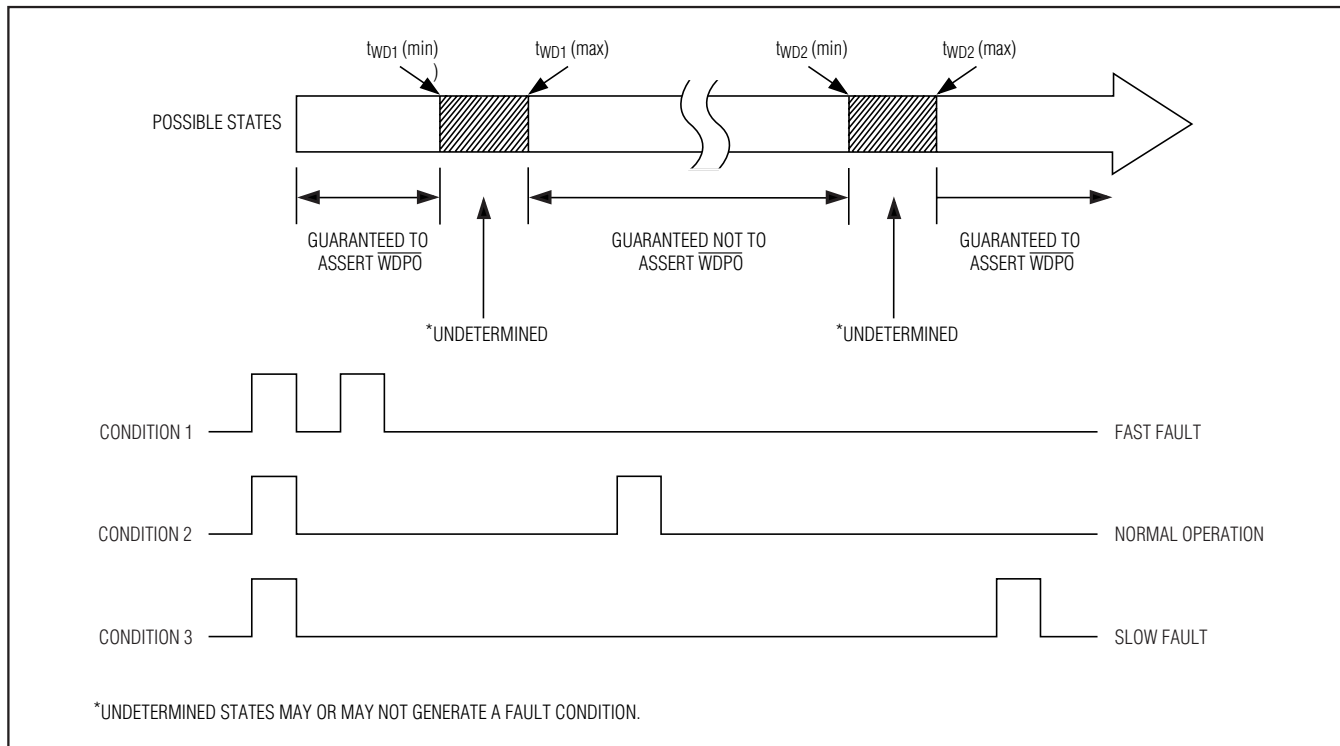 tWD1 (min)
)
tWD1 (max)
tWD2 (min)
tWD2 (max)
POSSIBLE STATES
GUARANTEED TO
ASSERT WDPO
GUARANTEED NOT TO
ASSERT WDPO
GUARANTEED TO
ASSERT WDPO
*UNDETERMINED
*UNDETERMINED
CONDITION 1
FAST FAULT
CONDITION 2
NORMAL OPERATION
CONDITION 3
SLOW FAULT
*UNDETERMINED STATES MAY OR MAY NOT GENERATE A FAULT CONDITION.